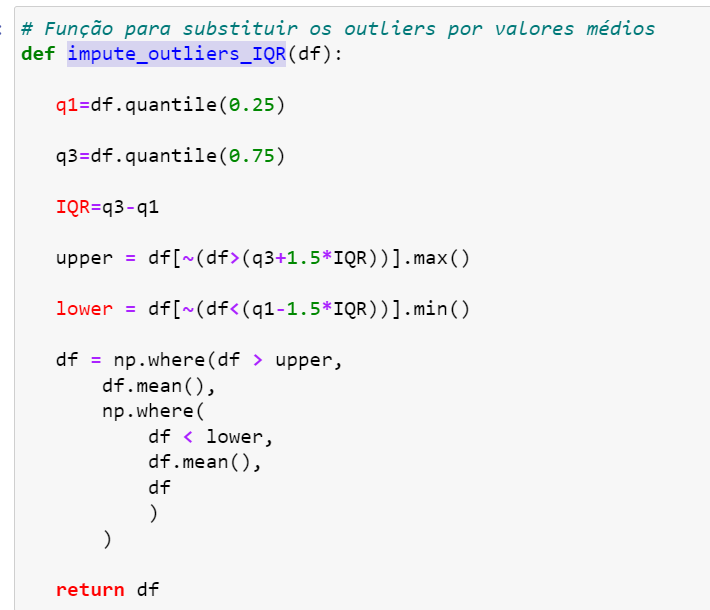 # Função para substituir os outliers por valores médios
def impute_outliers_IQR(df):
q1=df.quantile(0.25)
q3=df.quantile(0.75)
IQR=q3-q1
upper = df[~(df>(q3+1.5*IQR))].max()
lower = df[~(df<(q1-1.5*IQR))].min()
df = np.where(df > upper,
df.mean(),
np.where(
df < lower,
df.mean(),
df
)
)
return df